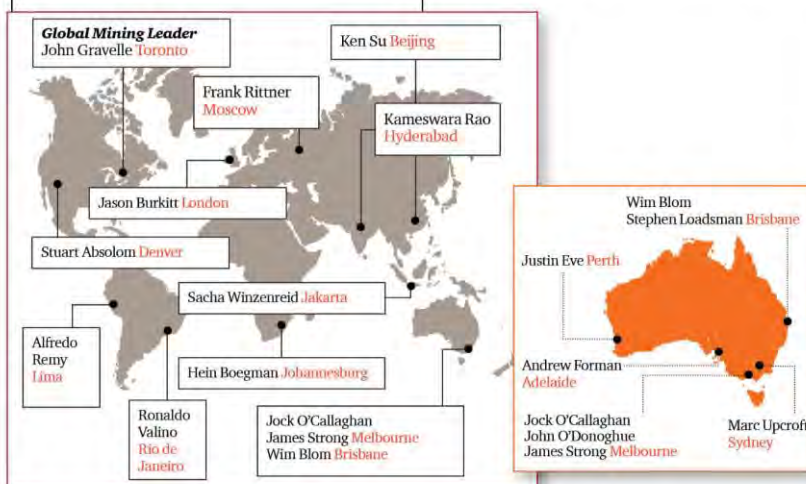 Global Mining Leader
John Gravelle Toronto
Ken Su Beijing
Frank Rittner
Moscow
Kameswara Rao
Hyderabad
Jason Burkitt London
Stuart Absolom Denver
Sacha Winzenreid Jakarta
Alfredo
Remy
Lima
Hein Boegman Johannesburg
Ronaldo
Valino
Rio de
Janeiro
Jock O'Callaghan
James Strong Melbourne
Wim Blom Brisbane
Wim Blom
Stephen Loadsman Brisbane
Justin Eve Perth
Andrew Forman
Adelaide
Jock O'Callaghan
John O'Donoghue
James Strong Melbourne
Marc Upcroft
Sydney